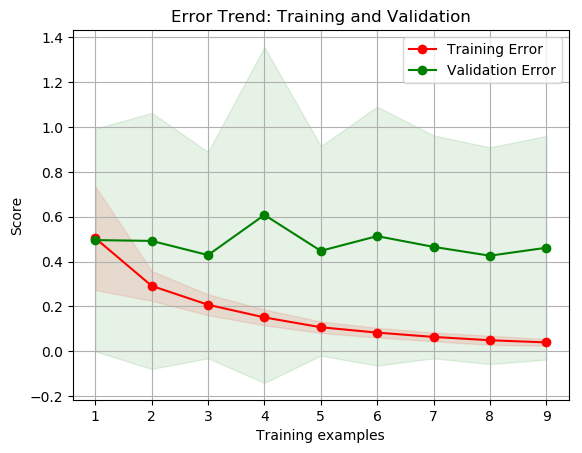 Error Trend: Training and Validation
Training Error
Validation Error
Score
1.4
1.2
1.0
0.8
0.6
0.4
0.2
0.0
−0.2
1 2 3 4 5 6 7 8 9
Training examples